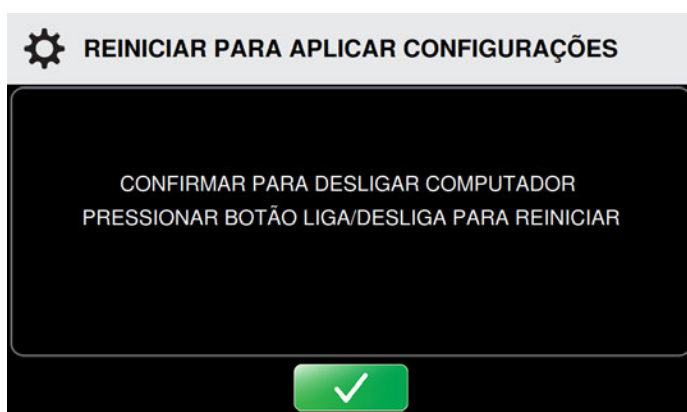 REINICIAR PARA APLICAR CONFIGURAÇÕES
CONFIRMAR PARA DESLIGAR COMPUTADOR
PRESSIONAR BOTÃO LIGA/DESLIGA PARA REINICIAR